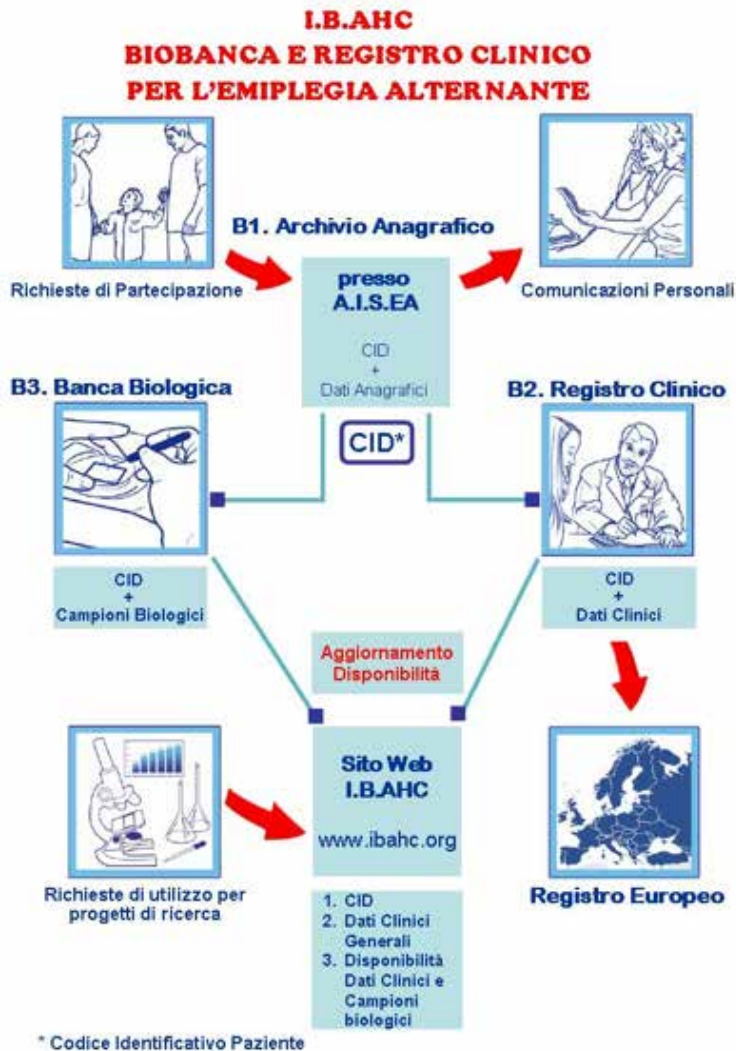 I.B.AHC
BIOBANCA E REGISTRO CLINICO
PER L'EMIPLEGIA ALTERNANTE
B1. Archivio Anagrafico
Richieste di Partecipazione
presso
A.I.S.EA
CID
+
Dati Anagrafici
Comunicazioni Personali
B3. Banca Biologica
CID*
B2. Registro Clinico
CID
+
Campioni Biologici
CID
+
Dati Clinici
Aggiornamento
Disponibilità
Sito Web
I.B.AHC
www.ibahc.org
Richieste di utilizzo per
progetti di ricerca
Registro Europeo
1. CID
2. Dati Clinici
Generali
3. Disponibilità
Dati Clinici e
Campioni
biologici
* Codice Identificativo Paziente